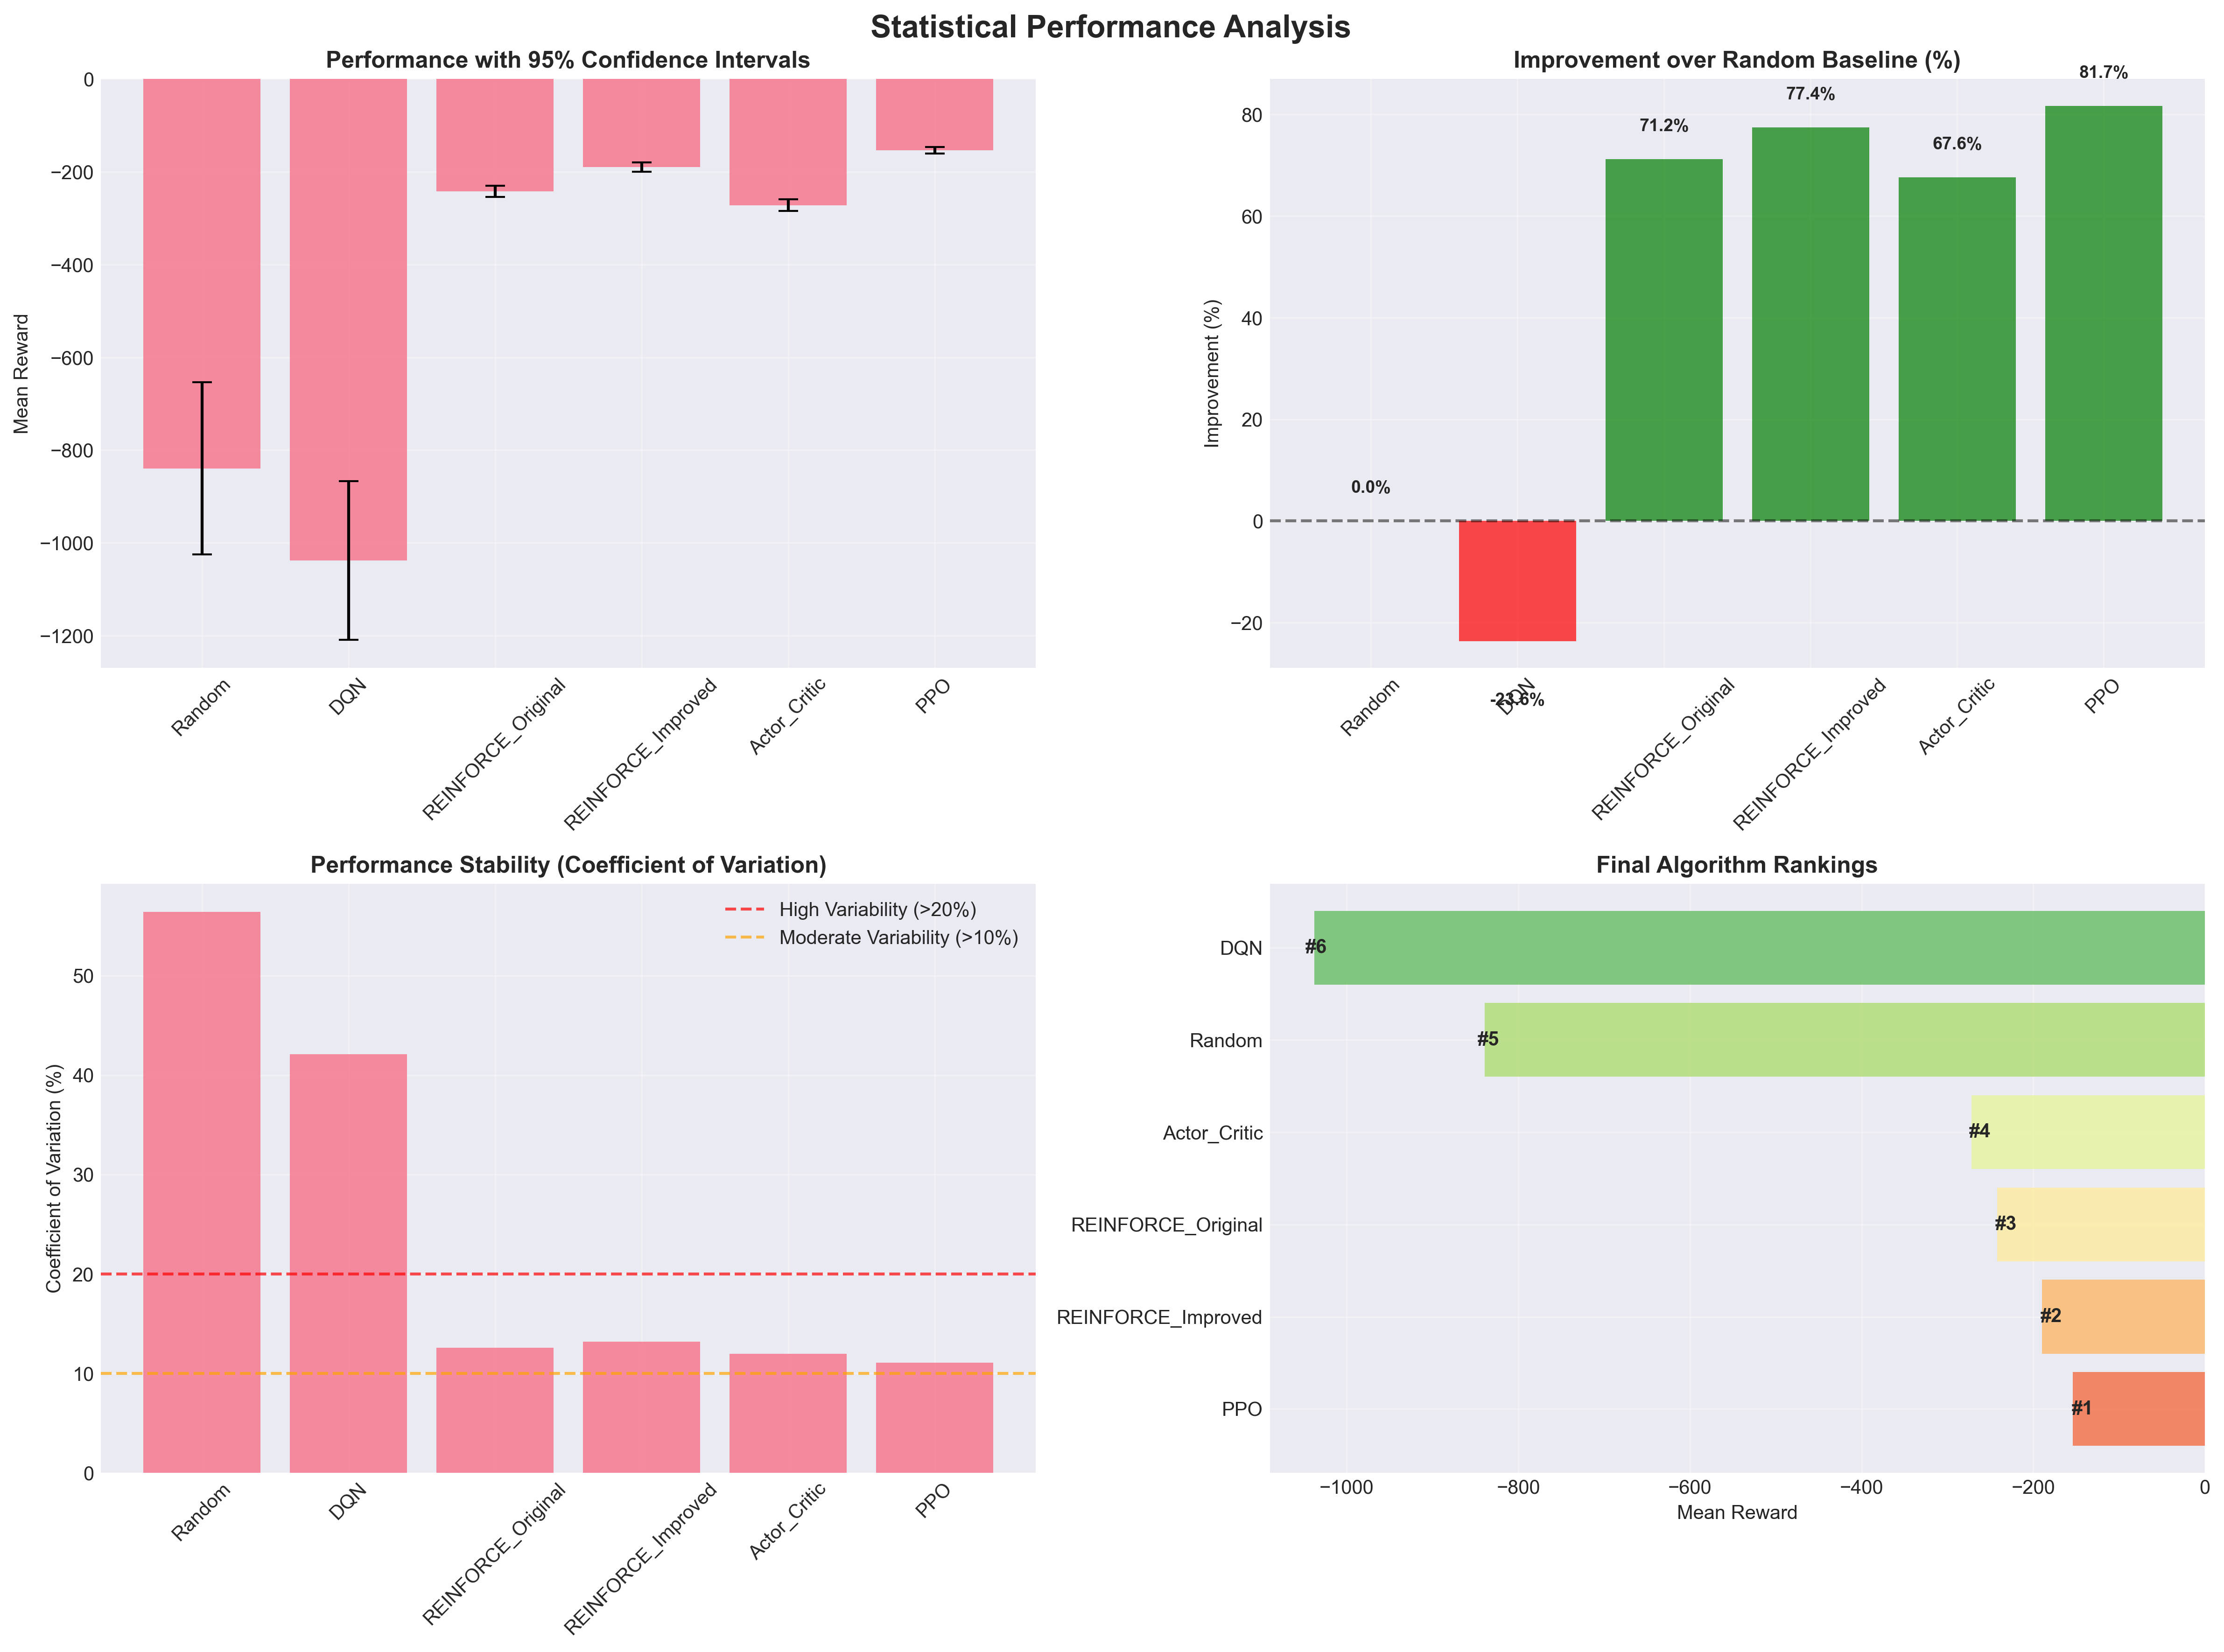 Statistical Performance Analysis
Performance with 95% Confidence Intervals
Mean Reward
0
−200
−400
−600
−800
−1000
−1200
Random
DQN
REINFORCE_Original
REINFORCE_Improved
Actor_Critic
PPO
Improvement over Random Baseline (%)
Improvement (%)
80
60
40
20
0
−20
0.0%
-23.6%
71.2%
77.4%
67.6%
81.7%
Random
DQN
REINFORCE_Original
REINFORCE_Improved
Actor_Critic
PPO
Performance Stability (Coefficient of Variation)
Coefficient of Variation (%)
50
40
30
20
10
0
High Variability (>20%)
Moderate Variability (>10%)
Random
DQN
REINFORCE_Original
REINFORCE_Improved
Actor_Critic
PPO
Final Algorithm Rankings
DQN
#6
Random
#5
Actor_Critic
#4
REINFORCE_Original
#3
REINFORCE_Improved
#2
PPO
#1
−1000
−800
−600
−400
−200
0
Mean Reward